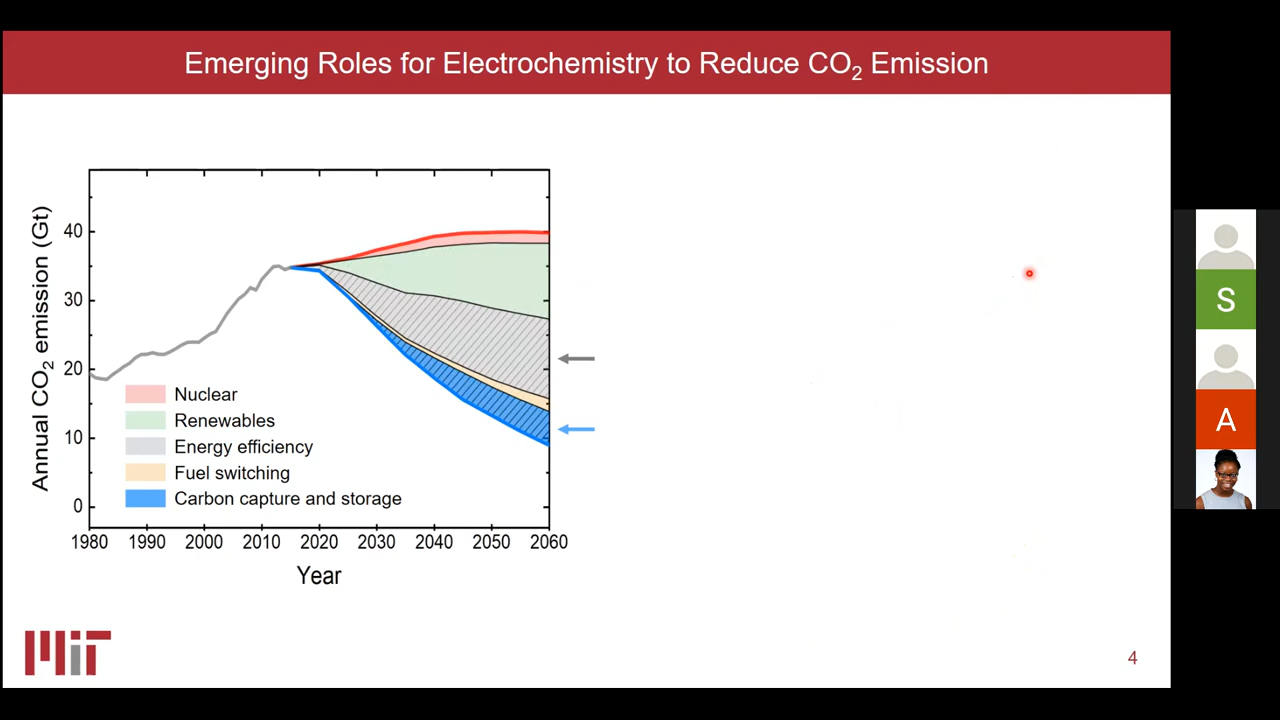 Emerging Roles for Electrochemistry to Reduce CO₂ Emission
Annual CO₂ emission (Gt)
40
30
20
10
0
Nuclear
Renewables
Energy efficiency
Fuel switching
Carbon capture and storage
1980 1990 2000 2010 2020 2030 2040 2050 2060
Year
MIT
4
S
A